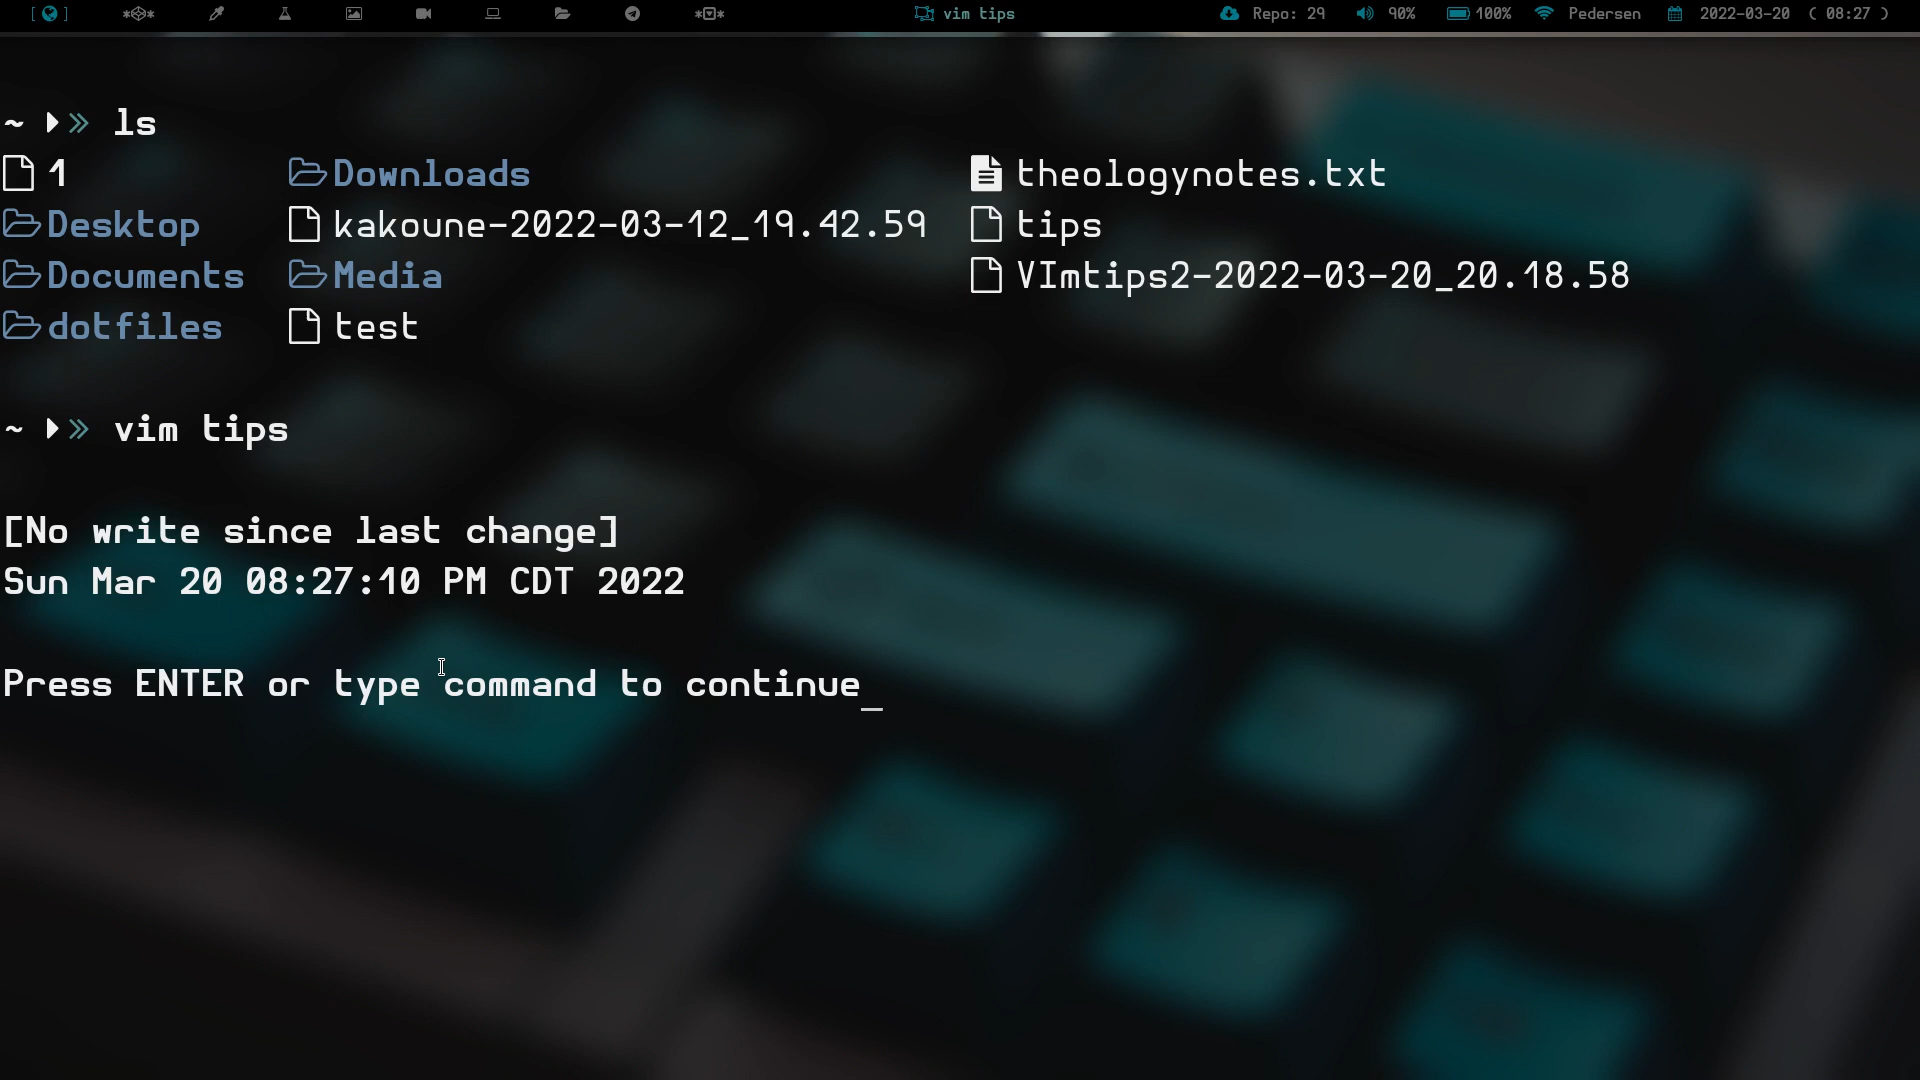 vim tips Repo: 29 90% 100% Pedersen 2022-03-20 ( 08:27 )
~ ls
1 Downloads theologynotes.txt
Desktop kakoune-2022-03-12_19.42.59 tips
Documents Media VImtips2-2022-03-20_20.18.58
dotfiles test
~ vim tips
[No write since last change]
Sun Mar 20 08:27:10 PM CDT 2022
Press ENTER or type command to continue_